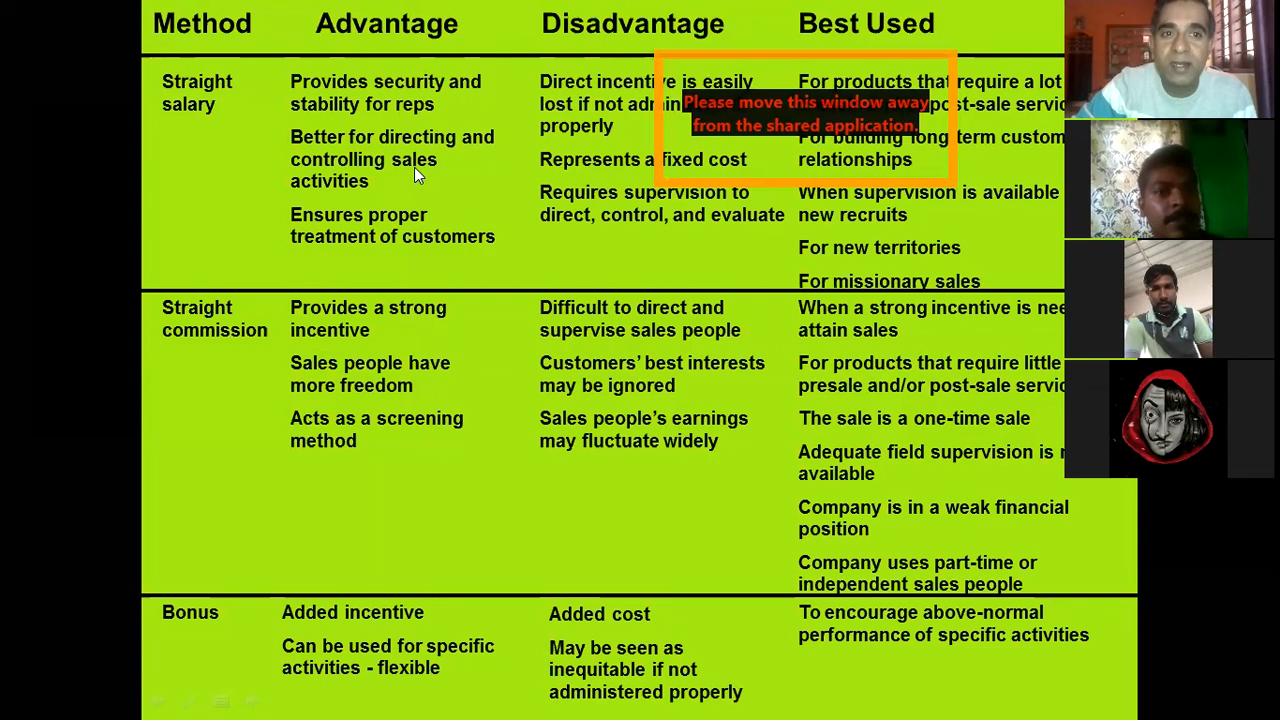 Method Advantage Disadvantage Best Used
Straight
salary
Provides security and
stability for reps
Better for directing and
controlling sales
activities
Ensures proper
treatment of customers
Direct incentive is easily
lost if not
properly
Represents a fixed cost
Requires supervision to
direct, control, and evaluate
For products that require a lot
post-sale
For building long term
relationships
When supervision is available
new recruits
For new territories
For missionary sales
Please move this window away
from the shared application.
Straight
commission
Provides a strong
incentive
Sales people have
more freedom
Acts as a screening
method
Difficult to direct and
supervise sales people
Customers’ best interests
may be ignored
Sales people’s earnings
may fluctuate widely
When a strong incentive is
attain sales
For products that require little
presale and/or post-sale
The sale is a one-time sale
Adequate field supervision is
available
Company is in a weak financial
position
Company uses part-time or
independent sales people
Bonus
Added incentive
Can be used for specific
activities - flexible
Added cost
May be seen as
inequitable if not
administered properly
To encourage above-normal
performance of specific activities